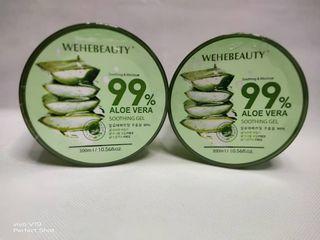 WEHEBEAUTY
Soothing & Moisture
99%
ALOE VERA
SOOTHING GEL
300ml / 10.56fl.oz.
WEHEBEAUTY
Soothing & Moisture
99%
ALOE VERA
SOOTHING GEL
300ml / 10.56fl.oz.
vivo V19
Perfect Shot